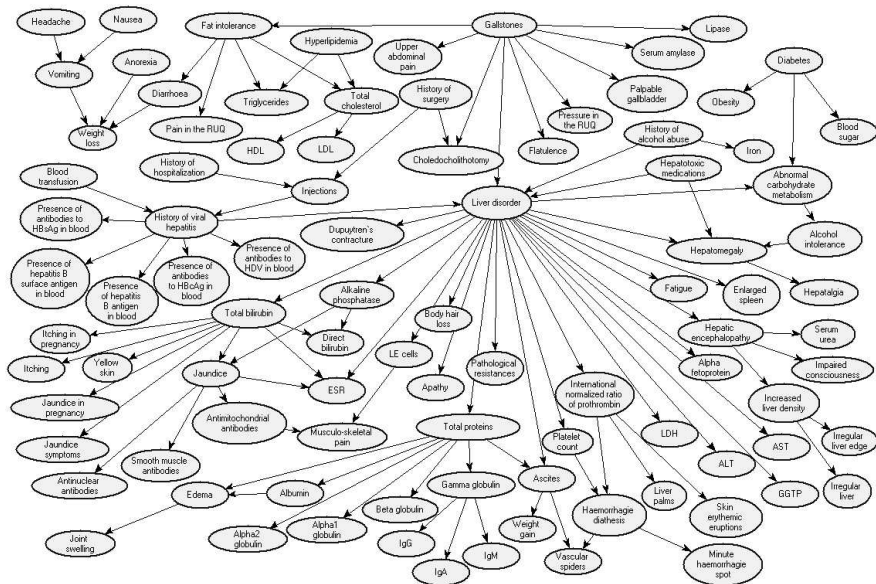 Headache
Nausea
Fat intolerance
Gallstones
Lipase
Hyperlipidemia
Upper
abdominal
pain
Serum amylase
Vomiting
Anorexia
Diabetes
Diarrhoea
Triglycerides
Total
cholesterol
History of
surgery
Palpable
gallbladder
Obesity
Weight
loss
Pain in the RUQ
Pressure in
the RUQ
History of
alcohol abuse
Blood
sugar
HDL
LDL
Flatulence
Iron
Choledocholithotomy
History of
hospitalization
Hepatotoxic
medications
Abnormal
carbohydrate
metabolism
Blood
transfusion
Injections
Liver disorder
Presence of
antibodies to
HBsAg in blood
History of viral
hepatitis
Dupuytren's
contracture
Alcohol
intolerance
Presence of
antibodies to
HDV in blood
Hepatomegaly
Presence of
hepatitis B
surface antigen
in blood
Presence of
hepatitis B
antigen in
blood
Presence of
antibodies
to HBcAg in
blood
Alkaline
phosphatase
Fatigue
Enlarged
spleen
Hepatalgia
Total bilirubin
Body hair
loss
Itching in
pregnancy
Direct
bilirubin
Hepatic
encephalopathy
Serum
urea
Itching
Yellow
skin
LE cells
Pathological
resistances
Alpha
fetoprotein
Impaired
consciousness
Jaundice
ESR
Apathy
International
normalized ratio
of prothrombin
Increased
liver density
Jaundice in
pregnancy
Antimitochondrial
antibodies
Musculo-skeletal
pain
Total proteins
Platelet
count
LDH
AST
Irregular
liver edge
Jaundice
symptoms
Smooth muscle
antibodies
ALT
Antinuclear
antibodies
Edema
Albumin
Gamma
globulin
Ascites
Liver
palms
GGTP
Irregular
liver
Beta globulin
Haemorrhagie
diathesis
Skin
erythemic
eruptions
Joint
swelling
Alpha2
globulin
Alpha1
globulin
IgG
IgA
IgM
Weight
gain
Vascular
spiders
Minute
haemorrhagie
spot